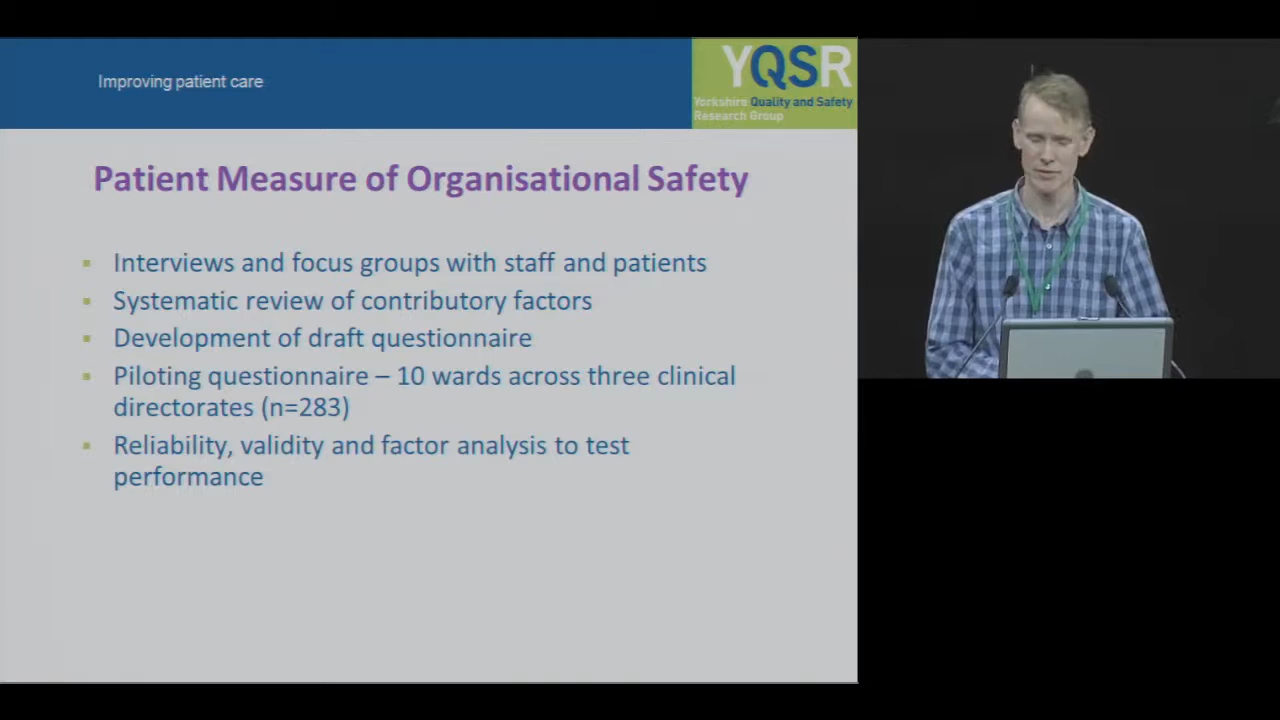 Improving patient care
YQSR
Yorkshire Quality and Safety
Research Group
Patient Measure of Organisational Safety
Interviews and focus groups with staff and patients
Systematic review of contributory factors
Development of draft questionnaire
Piloting questionnaire – 10 wards across three clinical
directorates (n=283)
Reliability, validity and factor analysis to test
performance